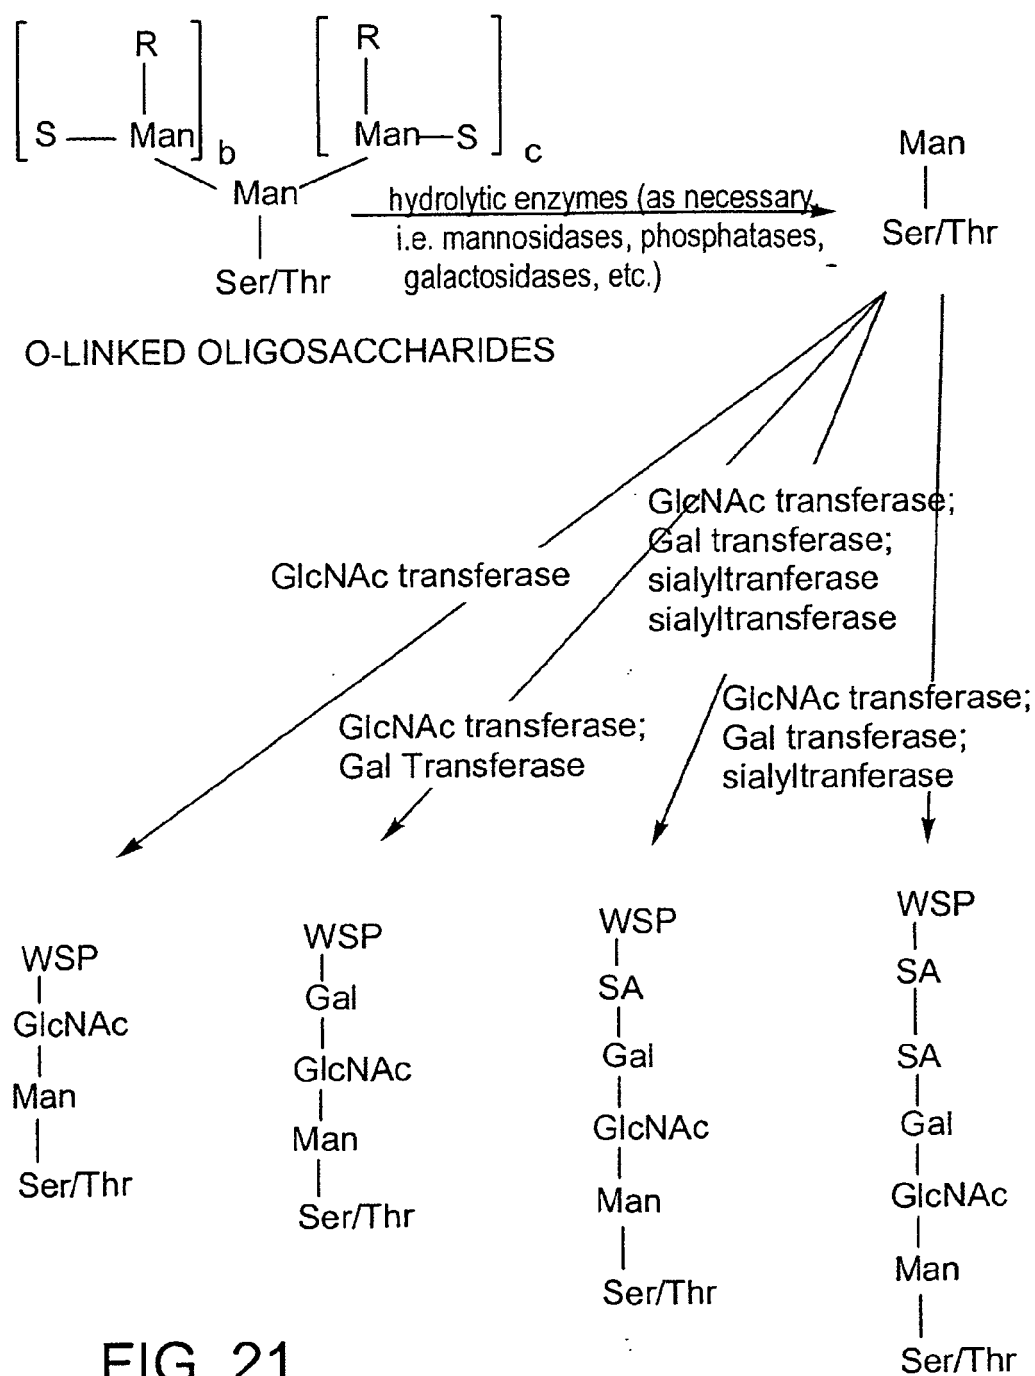 R
R
S — Man
b
Man—S
c
Man
Ser/Thr
hydrolytic enzymes (as necessary,
i.e. mannosidases, phosphatases,
galactosidases, etc.)
Man
Ser/Thr
O-LINKED OLIGOSACCHARIDES
GlcNAc transferase
GlcNAc transferase;
Gal transferase;
sialyltranferase
sialyltransferase
GlcNAc transferase;
Gal Transferase
GlcNAc transferase;
Gal transferase;
sialyltranferase
WSP
GlcNAc
Man
Ser/Thr
WSP
Gal
GlcNAc
Man
Ser/Thr
WSP
SA
Gal
GlcNAc
Man
Ser/Thr
WSP
SA
SA
Gal
GlcNAc
Man
Ser/Thr
FIG. 21